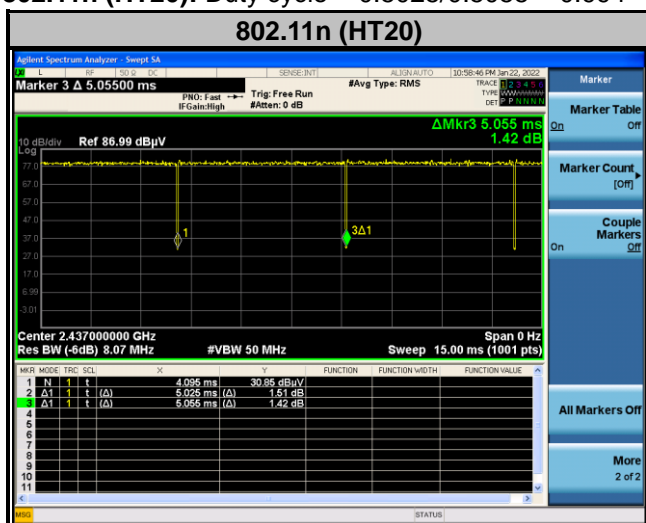 802.11n (HT20)
Agilent Spectrum Analyzer - Swept SA
L RF 50 Ω DC SENSE:INT ALIGNAUTO 10:58:46 PM Jan 22, 2022
Marker 3 Δ 5.05500 ms
PNO: Fast
IFGain:High
Trig: Free Run
#Atten: 0 dB
#Avg Type: RMS
TRACE 1 2 3 4 5 6
TYPE
DET P P N N N N
Marker
Marker Table
On Off
Marker Count
[Off]
Couple
Markers
On Off
All Markers Off
More
2 of 2
ΔMkr3 5.055 ms
1.42 dB
10 dB/div Ref 86.99 dBµV
Log
77.0
67.0
57.0
47.0
37.0
27.0
17.0
6.99
-3.01
1
3Δ1
Center 2.437000000 GHz Span 0 Hz
Res BW (-6dB) 8.07 MHz #VBW 50 MHz Sweep 15.00 ms (1001 pts)
MKR MODE TRC SCL X Y FUNCTION FUNCTION WIDTH FUNCTION VALUE
1 N 1 t 4.095 ms 30.85 dBµV
2 Δ1 1 t (Δ) 5.025 ms (Δ) 1.51 dB
3 Δ1 1 t (Δ) 5.055 ms (Δ) 1.42 dB
4
5
6
7
8
9
10
11
MSG STATUS